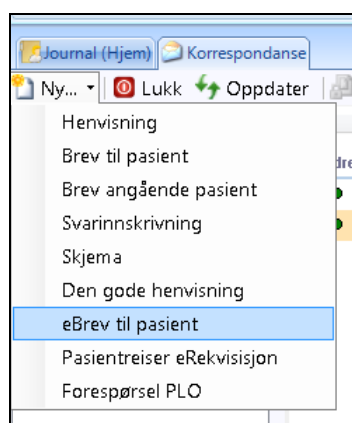 Journal (Hjem) Korrespondanse
Ny... Lukk Oppdater
Henvisning
Brev til pasient
Brev angående pasient
Svarinnskrivning
Skjema
Den gode henvisning
eBrev til pasient
Pasientreiser eRekvisisjon
Forespørsel PLO